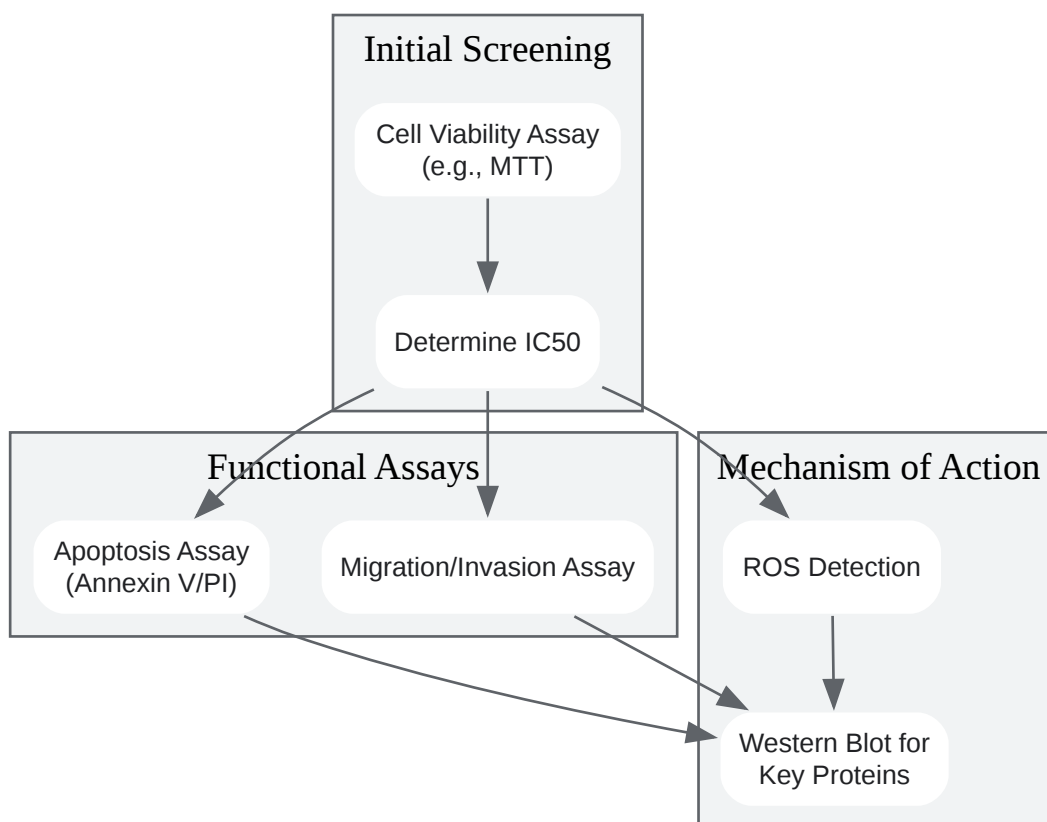 Initial Screening
Cell Viability Assay
(e.g., MTT)
Determine IC50
Functional Assays
Mechanism of Action
Apoptosis Assay
(Annexin V/PI)
Migration/Invasion Assay
ROS Detection
Western Blot for
Key Proteins